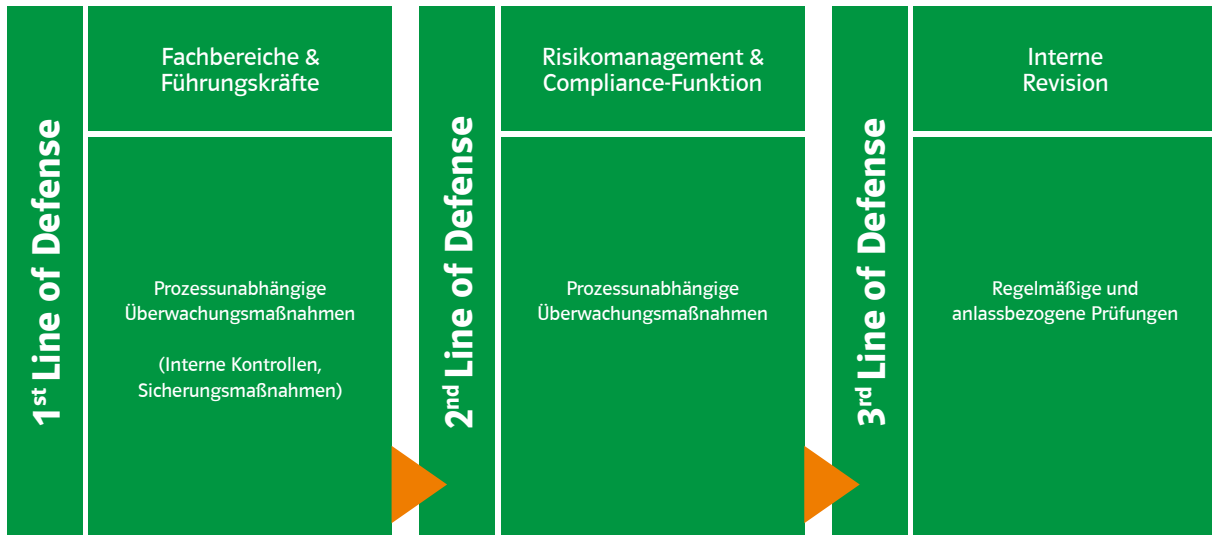 1st Line of Defense
Fachbereiche &
Führungskräfte
Prozessunabhängige
Überwachungsmaßnahmen
(Interne Kontrollen,
Sicherungsmaßnahmen)
2nd Line of Defense
Risikomanagement &
Compliance-Funktion
Prozessunabhängige
Überwachungsmaßnahmen
3rd Line of Defense
Interne
Revision
Regelmäßige und
anlassbezogene Prüfungen